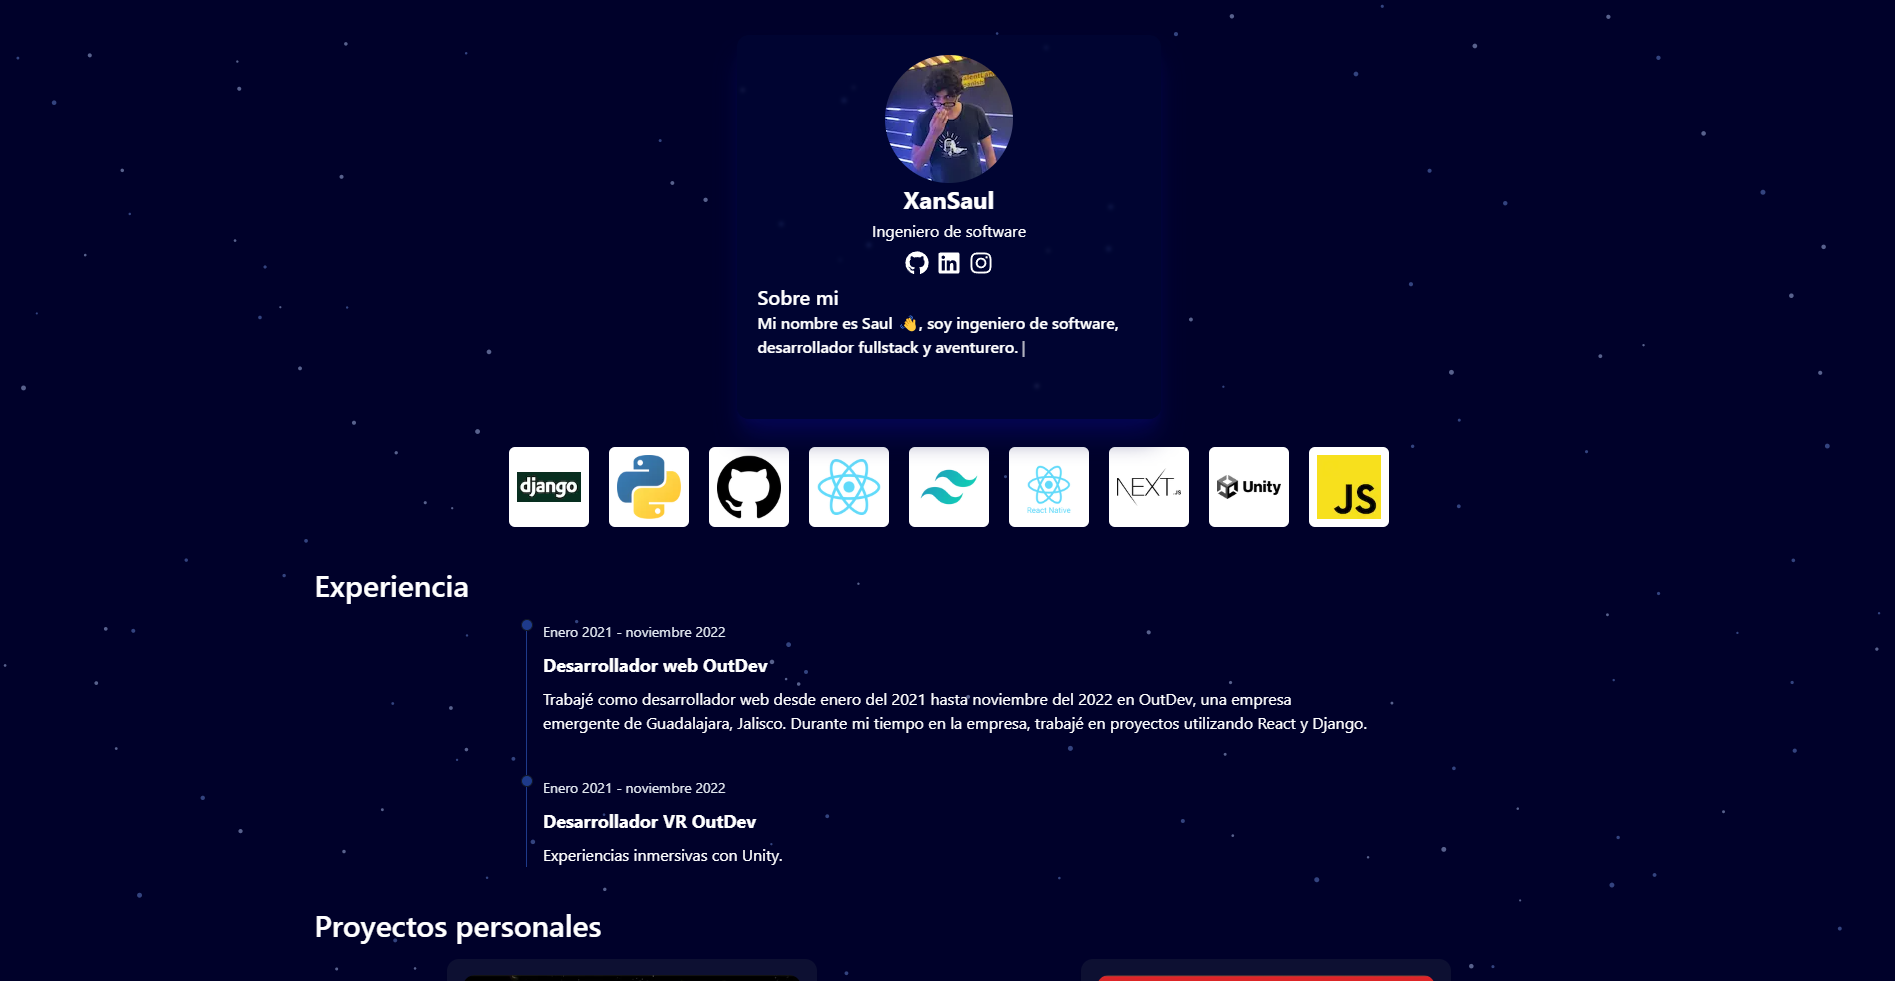 XanSaul
Ingeniero de software
Sobre mi
Mi nombre es Saul 👋, soy ingeniero de software,
desarrollador fullstack y aventurero. |
django
React Native
NEXT.JS
Unity
JS
Experiencia
Enero 2021 - noviembre 2022
Desarrollador web OutDev
Trabajé como desarrollador web desde enero del 2021 hasta noviembre del 2022 en OutDev, una empresa
emergente de Guadalajara, Jalisco. Durante mi tiempo en la empresa, trabajé en proyectos utilizando React y Django.
Enero 2021 - noviembre 2022
Desarrollador VR OutDev
Experiencias inmersivas con Unity.
Proyectos personales